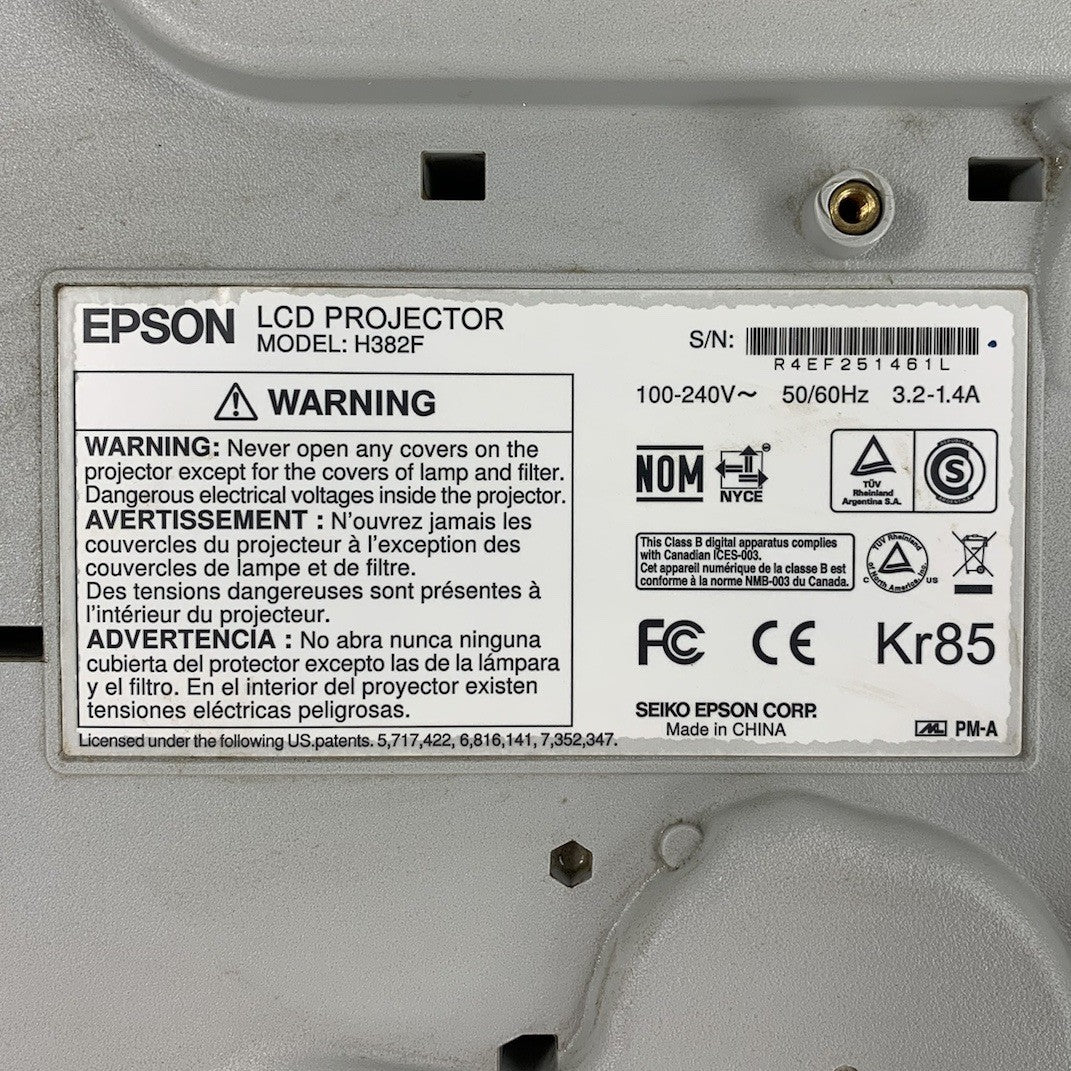 EPSON LCD PROJECTOR
MODEL: H382F
S/N:
R4EF251461L
100-240V~ 50/60Hz 3.2-1.4A
WARNING
WARNING: Never open any covers on the
projector except for the covers of lamp and filter.
Dangerous electrical voltages inside the projector.
AVERTISSEMENT : N'ouvrez jamais les
couvercles du projecteur à l'exception des
couvercles de lampe et de filtre.
Des tensions dangereuses sont présentes à
l'intérieur du projecteur.
ADVERTENCIA : No abra nunca ninguna
cubierta del protector excepto las de la lámpara
y el filtro. En el interior del proyector existen
tensiones eléctricas peligrosas.
Licensed under the following US.patents. 5,717,422, 6,816,141, 7,352,347.
NOM
NYCE
TÜV
Rheinland
Argentina S.A.
REPUBLICA
S
ARGENTINA
This Class B digital apparatus complies
with Canadian ICES-003.
Cet appareil numérique de la classe B est
conforme à la norme NMB-003 du Canada.
TUV Rheinland
of North America, Inc.
C US
FC CE Kr85
SEIKO EPSON CORP.
Made in CHINA
PM-A